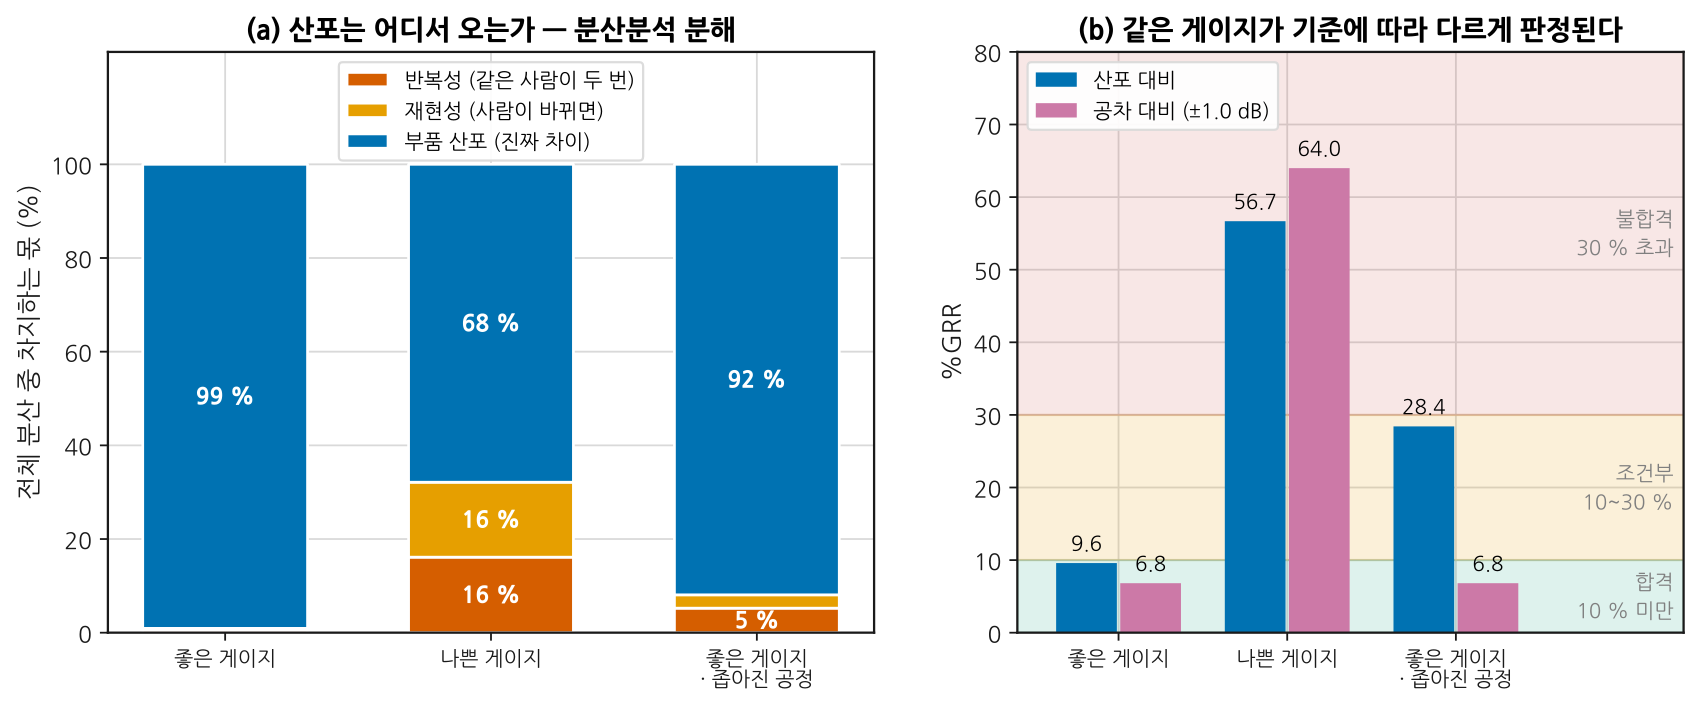 (a) 산포는 어디서 오는가 — 분산분석 분해
반복성 (같은 사람이 두 번)
재현성 (사람이 바뀌면)
부품 산포 (진짜 차이)
전체 분산 중 차지하는 몫 (%)
100
80
60
40
20
0
99 %
68 %
16 %
16 %
92 %
5 %
좋은 게이지
나쁜 게이지
좋은 게이지
· 좁아진 공정
(b) 같은 게이지가 기준에 따라 다르게 판정된다
산포 대비
공차 대비 (±1.0 dB)
%GRR
80
70
60
50
40
30
20
10
0
9.6
6.8
56.7
64.0
28.4
6.8
불합격
30 % 초과
조건부
10~30 %
합격
10 % 미만
좋은 게이지
나쁜 게이지
좋은 게이지
· 좁아진 공정